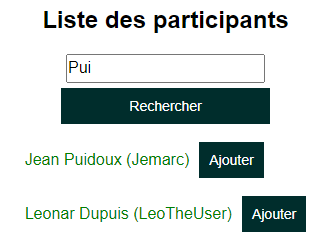 Liste des participants
Pui
Rechercher
Jean Puidoux (Jemarc) Ajouter
Leonar Dupuis (LeoTheUser) Ajouter